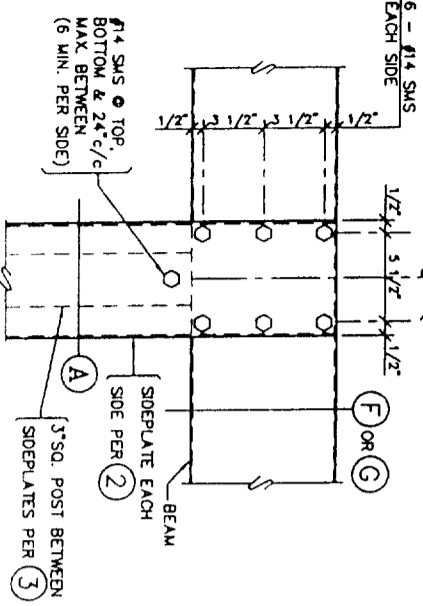 6 - #14 SMS
EACH SIDE
1/2"
3 1/2"
3 1/2"
1/2"
1/2"
5 1/2"
1/2"
F OR G
#14 SMS @ TOP,
BOTTOM & 24"c/c
MAX. BETWEEN
(6 MIN. PER SIDE)
BEAM
SIDEPLATE EACH
SIDE PER 2
A
3"SQ. POST BETWEEN
SIDEPLATES PER 3